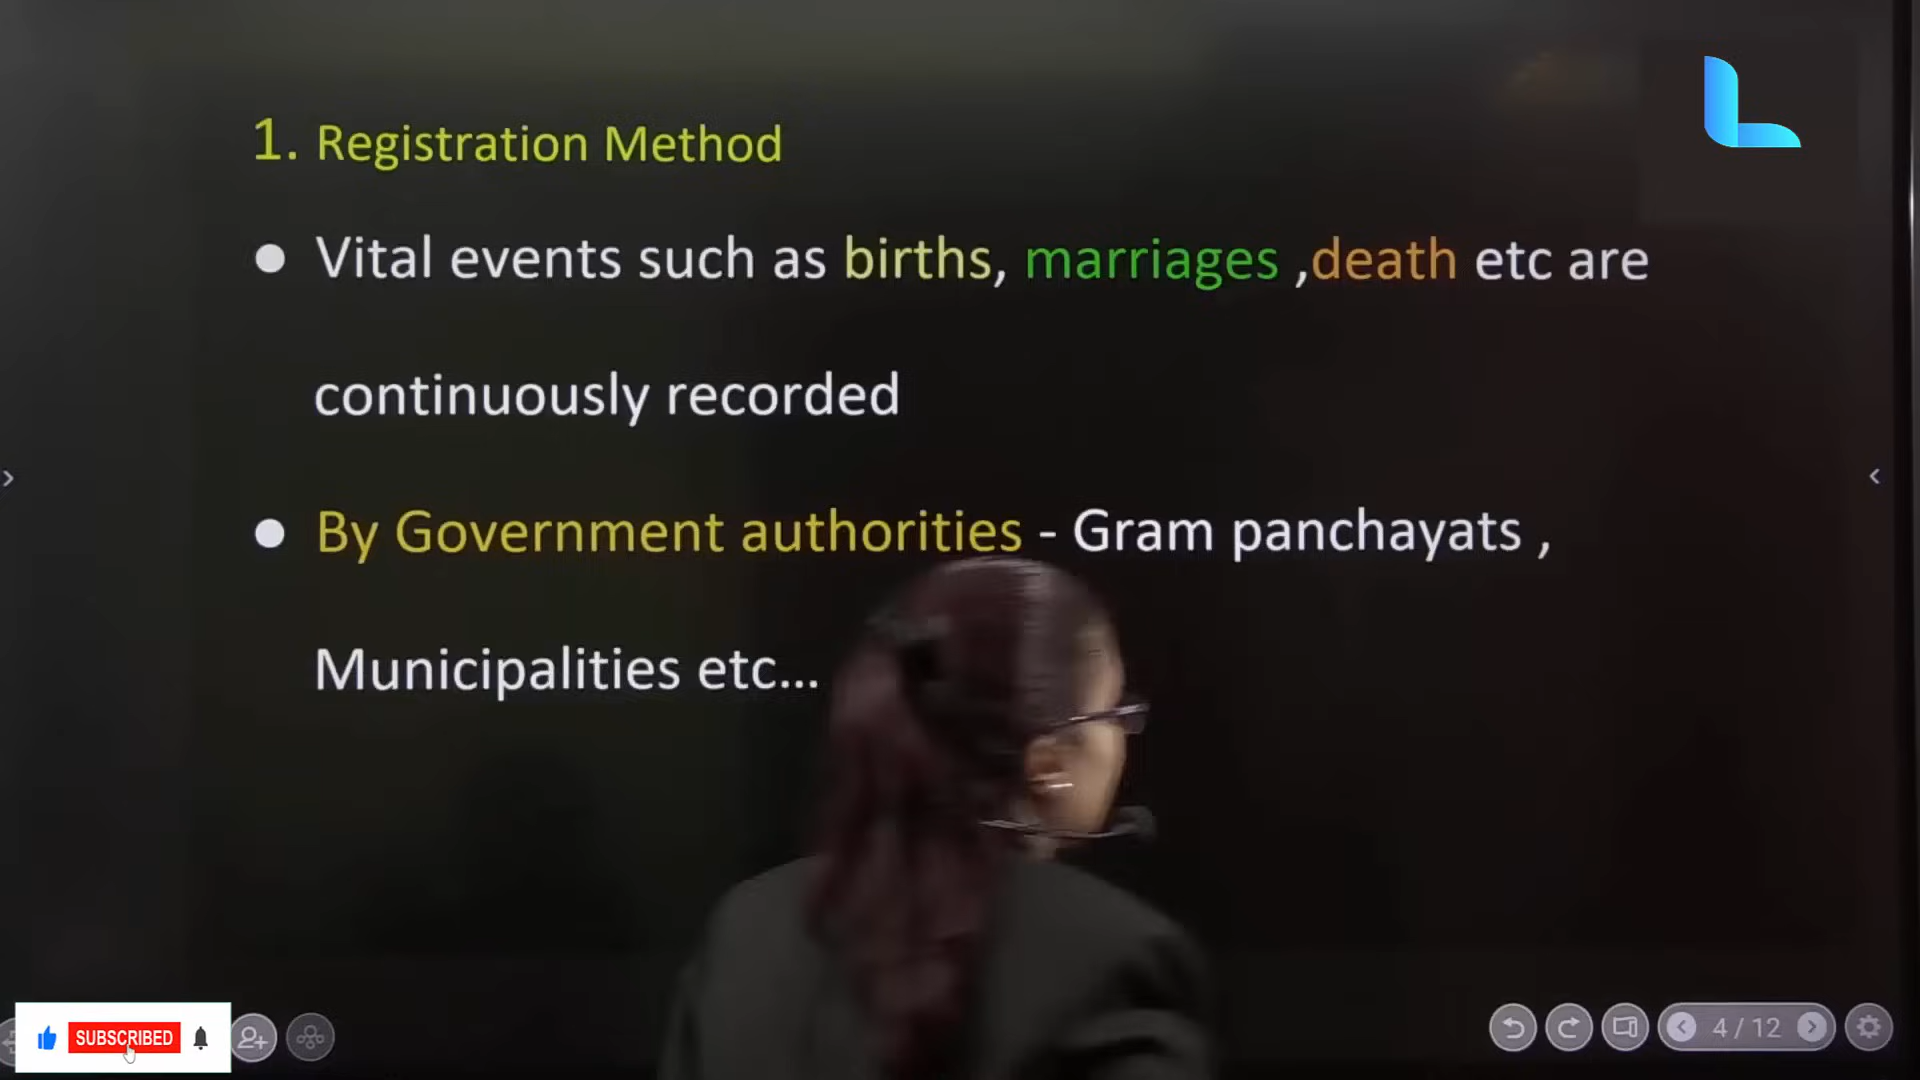 1. Registration Method
● Vital events such as births, marriages ,death etc are
continuously recorded
● By Government authorities - Gram panchayats ,
Municipalities etc...
SUBSCRIBED
4 / 12